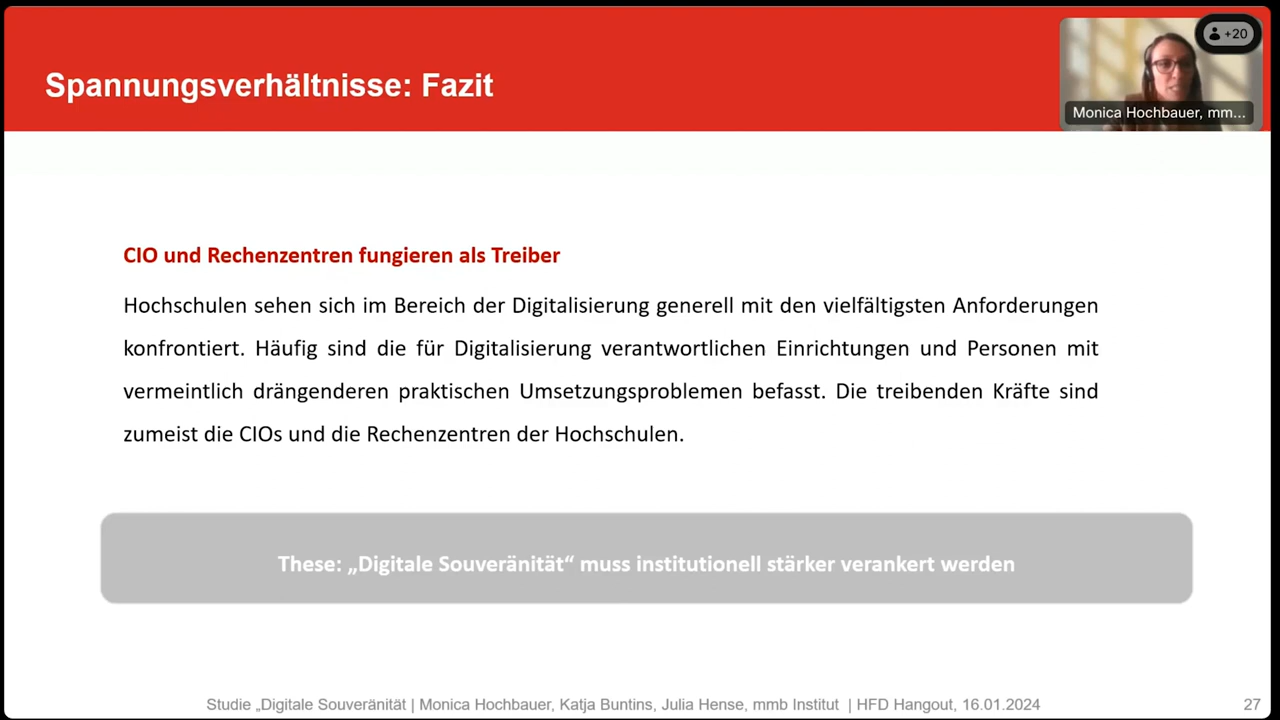 Spannungsverhältnisse: Fazit
+20
Monica Hochbauer, mm...
CIO und Rechenzentren fungieren als Treiber
Hochschulen sehen sich im Bereich der Digitalisierung generell mit den vielfältigsten Anforderungen
konfrontiert. Häufig sind die für Digitalisierung verantwortlichen Einrichtungen und Personen mit
vermeintlich drängenderen praktischen Umsetzungsproblemen befasst. Die treibenden Kräfte sind
zumeist die CIOs und die Rechenzentren der Hochschulen.
These: „Digitale Souveränität“ muss institutionell stärker verankert werden
Studie „Digitale Souveränität | Monica Hochbauer, Katja Buntins, Julia Hense, mmb Institut | HFD Hangout, 16.01.2024
27